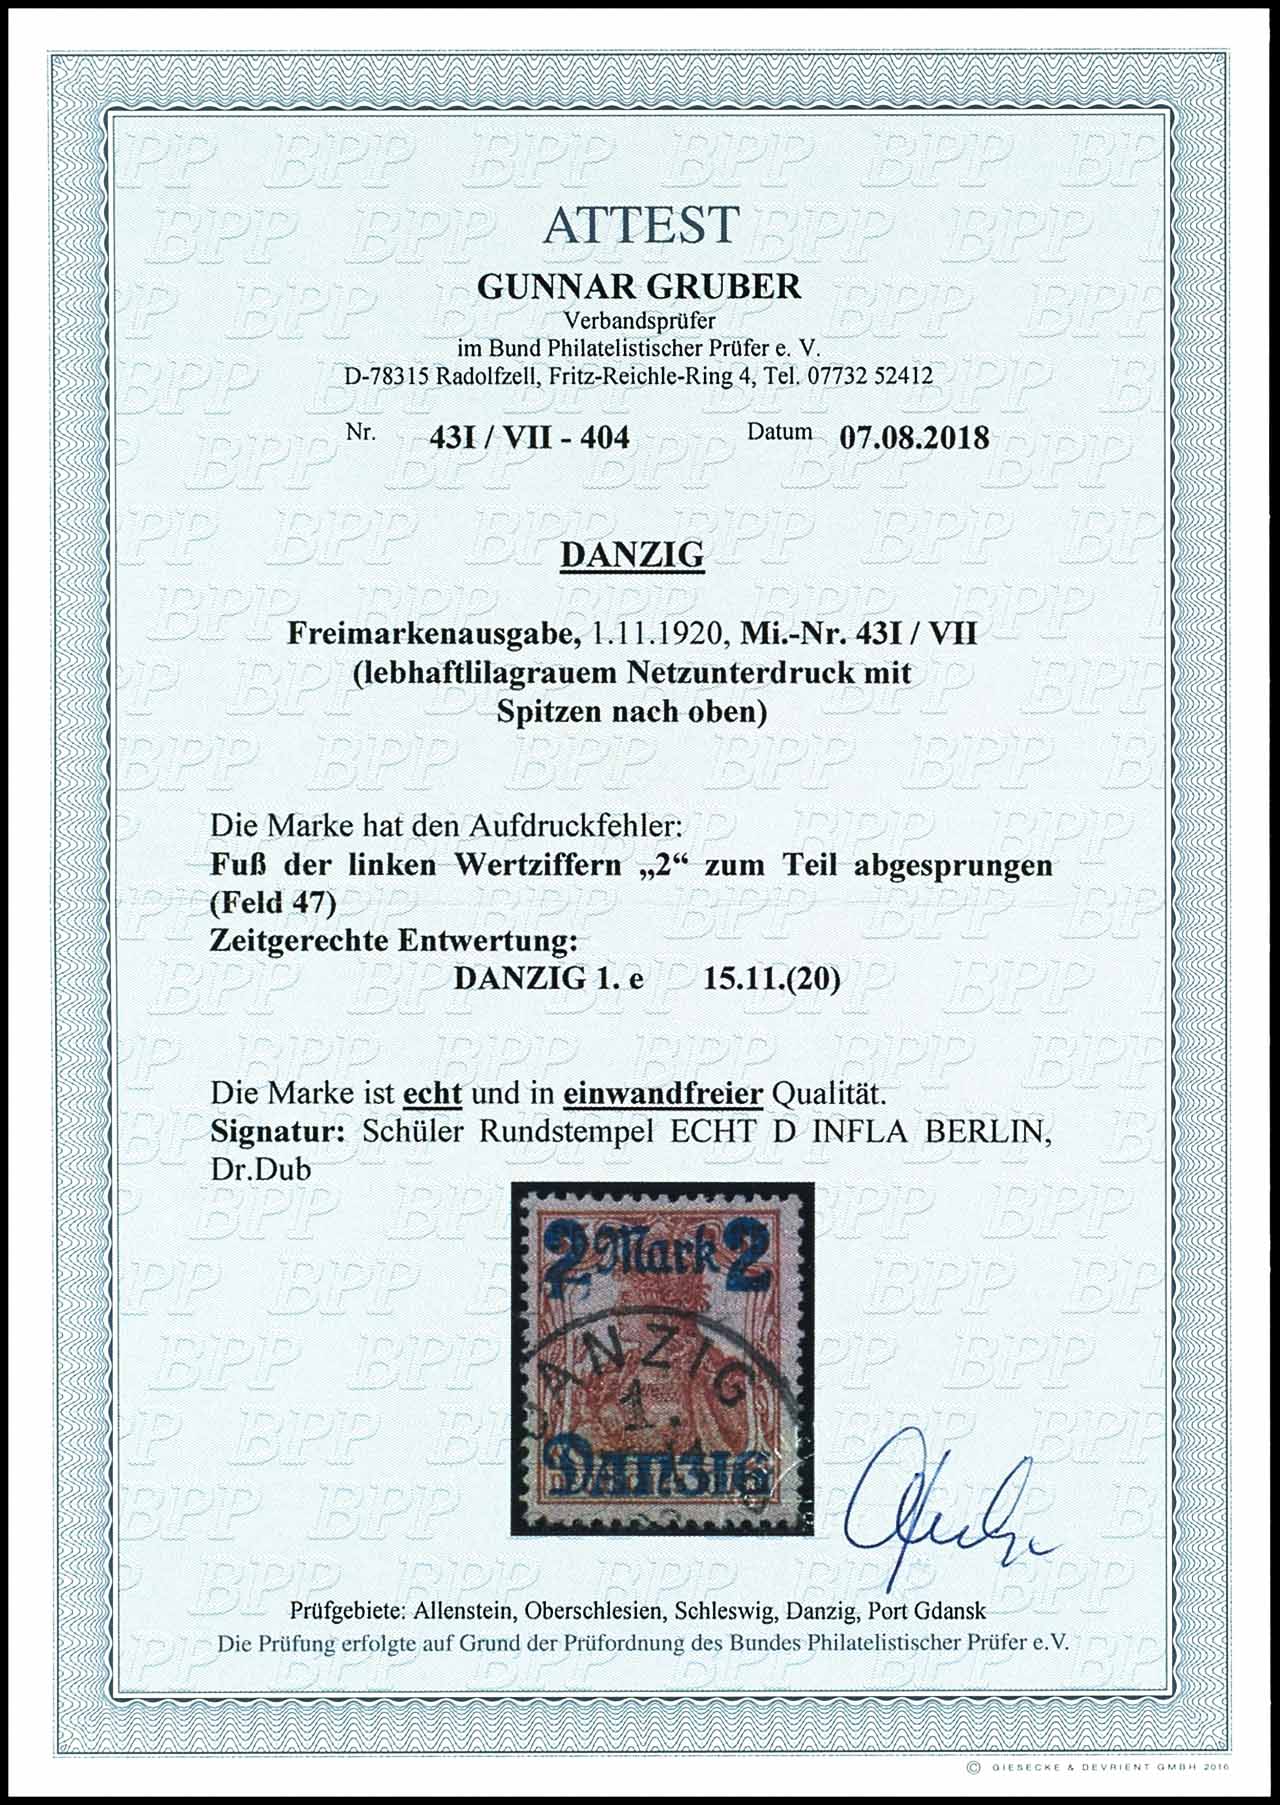 ATTEST
GUNNAR GRUBER
Verbandsprüfer
im Bund Philatelistischer Prüfer e. V.
D-78315 Radolfzell, Fritz-Reichle-Ring 4, Tel. 07732 52412
Nr. 43I / VII - 404 Datum 07.08.2018
DANZIG
Freimarkenausgabe, 1.11.1920, Mi.-Nr. 43I / VII
(lebhaftlilagrauem Netzunterdruck mit
Spitzen nach oben)
Die Marke hat den Aufdruckfehler:
Fuß der linken Wertziffern „2“ zum Teil abgesprungen
(Feld 47)
Zeitgerechte Entwertung:
DANZIG 1. e 15.11.(20)
Die Marke ist echt und in einwandfreier Qualität.
Signatur: Schüler Rundstempel ECHT D INFLA BERLIN,
Dr.Dub
2 Mark 2
DANZIG
1.
Danzig
Prüfgebiete: Allenstein, Oberschlesien, Schleswig, Danzig, Port Gdansk
Die Prüfung erfolgte auf Grund der Prüfordnung des Bundes Philatelistischer Prüfer e.V.
© GIESECKE & DEVRIENT GMBH 2016